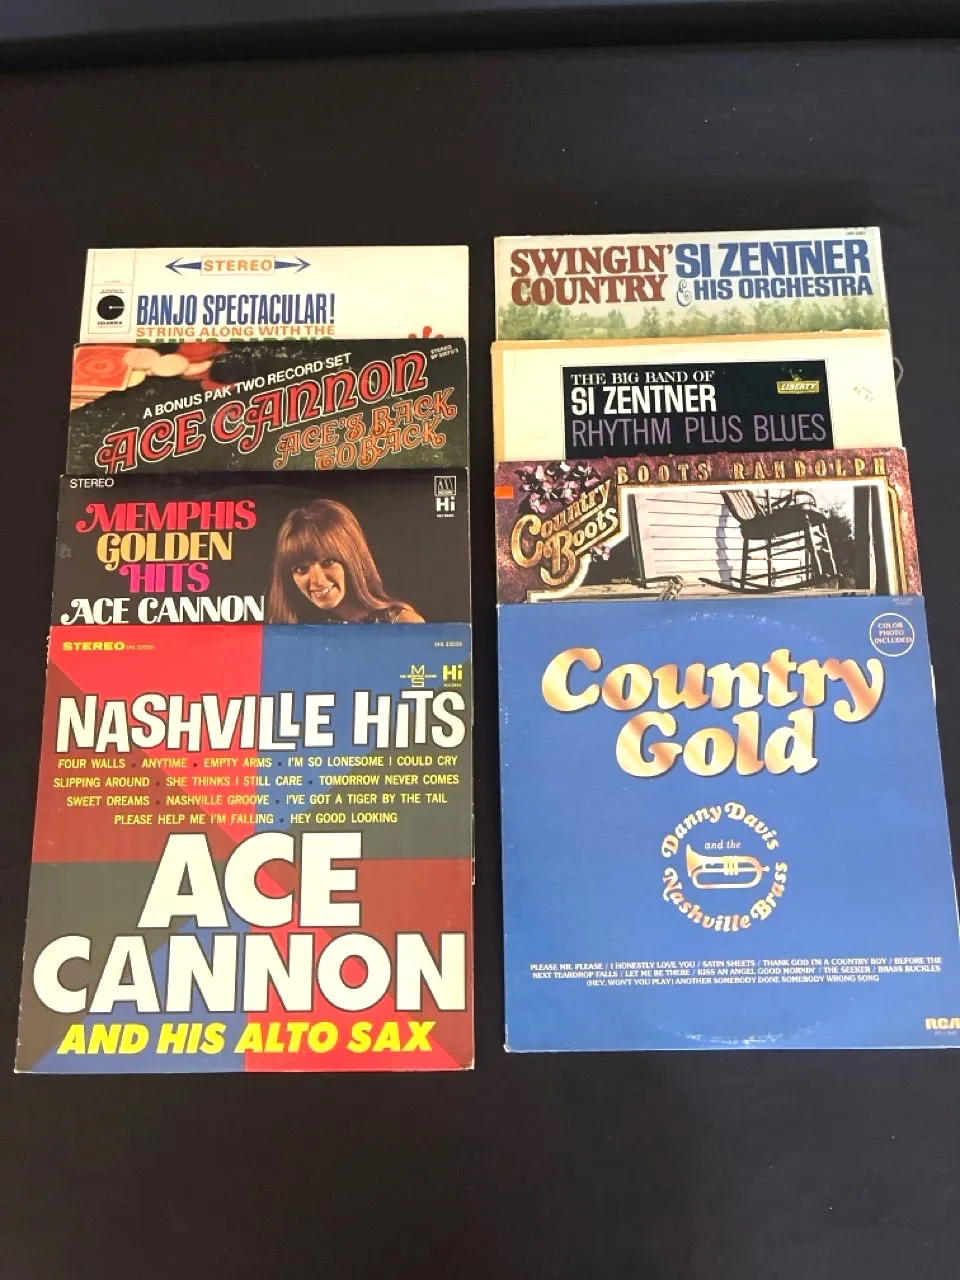 STEREO
COLUMBIA
BANJO SPECTACULAR!
STRING ALONG WITH THE
STEREO
A BONUS PAK TWO RECORD SET
ACE CANNON
ACE'S BACK
TO BACK
STEREO
Hi
MEMPHIS
GOLDEN
HITS
ACE CANNON
STEREO SHL 32020
SHL 32020
Hi
RECORDS
NASHVILLE HITS
FOUR WALLS • ANYTIME • EMPTY ARMS • I'M SO LONESOME I COULD CRY
SLIPPING AROUND • SHE THINKS I STILL CARE • TOMORROW NEVER COMES
SWEET DREAMS • NASHVILLE GROOVE • I'VE GOT A TIGER BY THE TAIL
PLEASE HELP ME I'M FALLING • HEY GOOD LOOKING
ACE
CANNON
AND HIS ALTO SAX
SWINGIN'
COUNTRY
SI ZENTNER
& HIS ORCHESTRA
THE BIG BAND OF
SI ZENTNER
RHYTHM PLUS BLUES
LIBERTY
BOOTS RANDOLPH
Country
Boots
COLOR
PHOTO
INCLUDED
Country
Gold
Danny Davis
and the
Nashville Brass
PLEASE MR. PLEASE / I HONESTLY LOVE YOU / SATIN SHEETS / THANK GOD I'M A COUNTRY BOY / BEFORE THE
NEXT TEARDROP FALLS / LET ME BE THERE / KISS AN ANGEL GOOD MORNIN' / THE SEEKER / BRASS BUCKLES
(HEY, WON'T YOU PLAY) ANOTHER SOMEBODY DONE SOMEBODY WRONG SONG
RCA